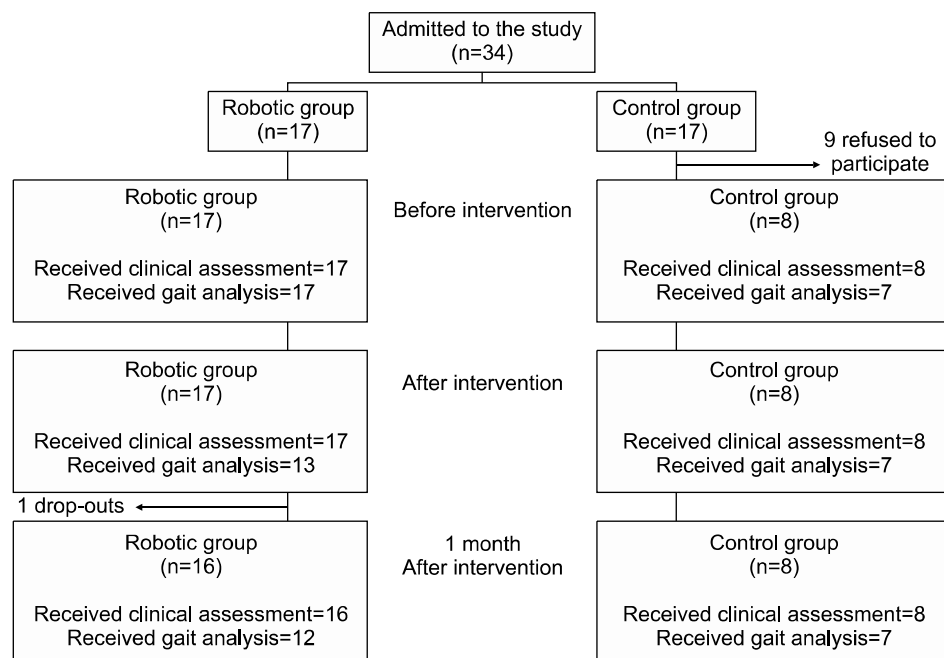 Admitted to the study
(n=34)
Robotic group
(n=17)
Control group
(n=17)
9 refused to
participate
Robotic group
(n=17)
Received clinical assessment=17
Received gait analysis=17
Before intervention
Control group
(n=8)
Received clinical assessment=8
Received gait analysis=7
Robotic group
(n=17)
Received clinical assessment=17
Received gait analysis=13
After intervention
Control group
(n=8)
Received clinical assessment=8
Received gait analysis=7
1 drop-outs
Robotic group
(n=16)
Received clinical assessment=16
Received gait analysis=12
1 month
After intervention
Control group
(n=8)
Received clinical assessment=8
Received gait analysis=7